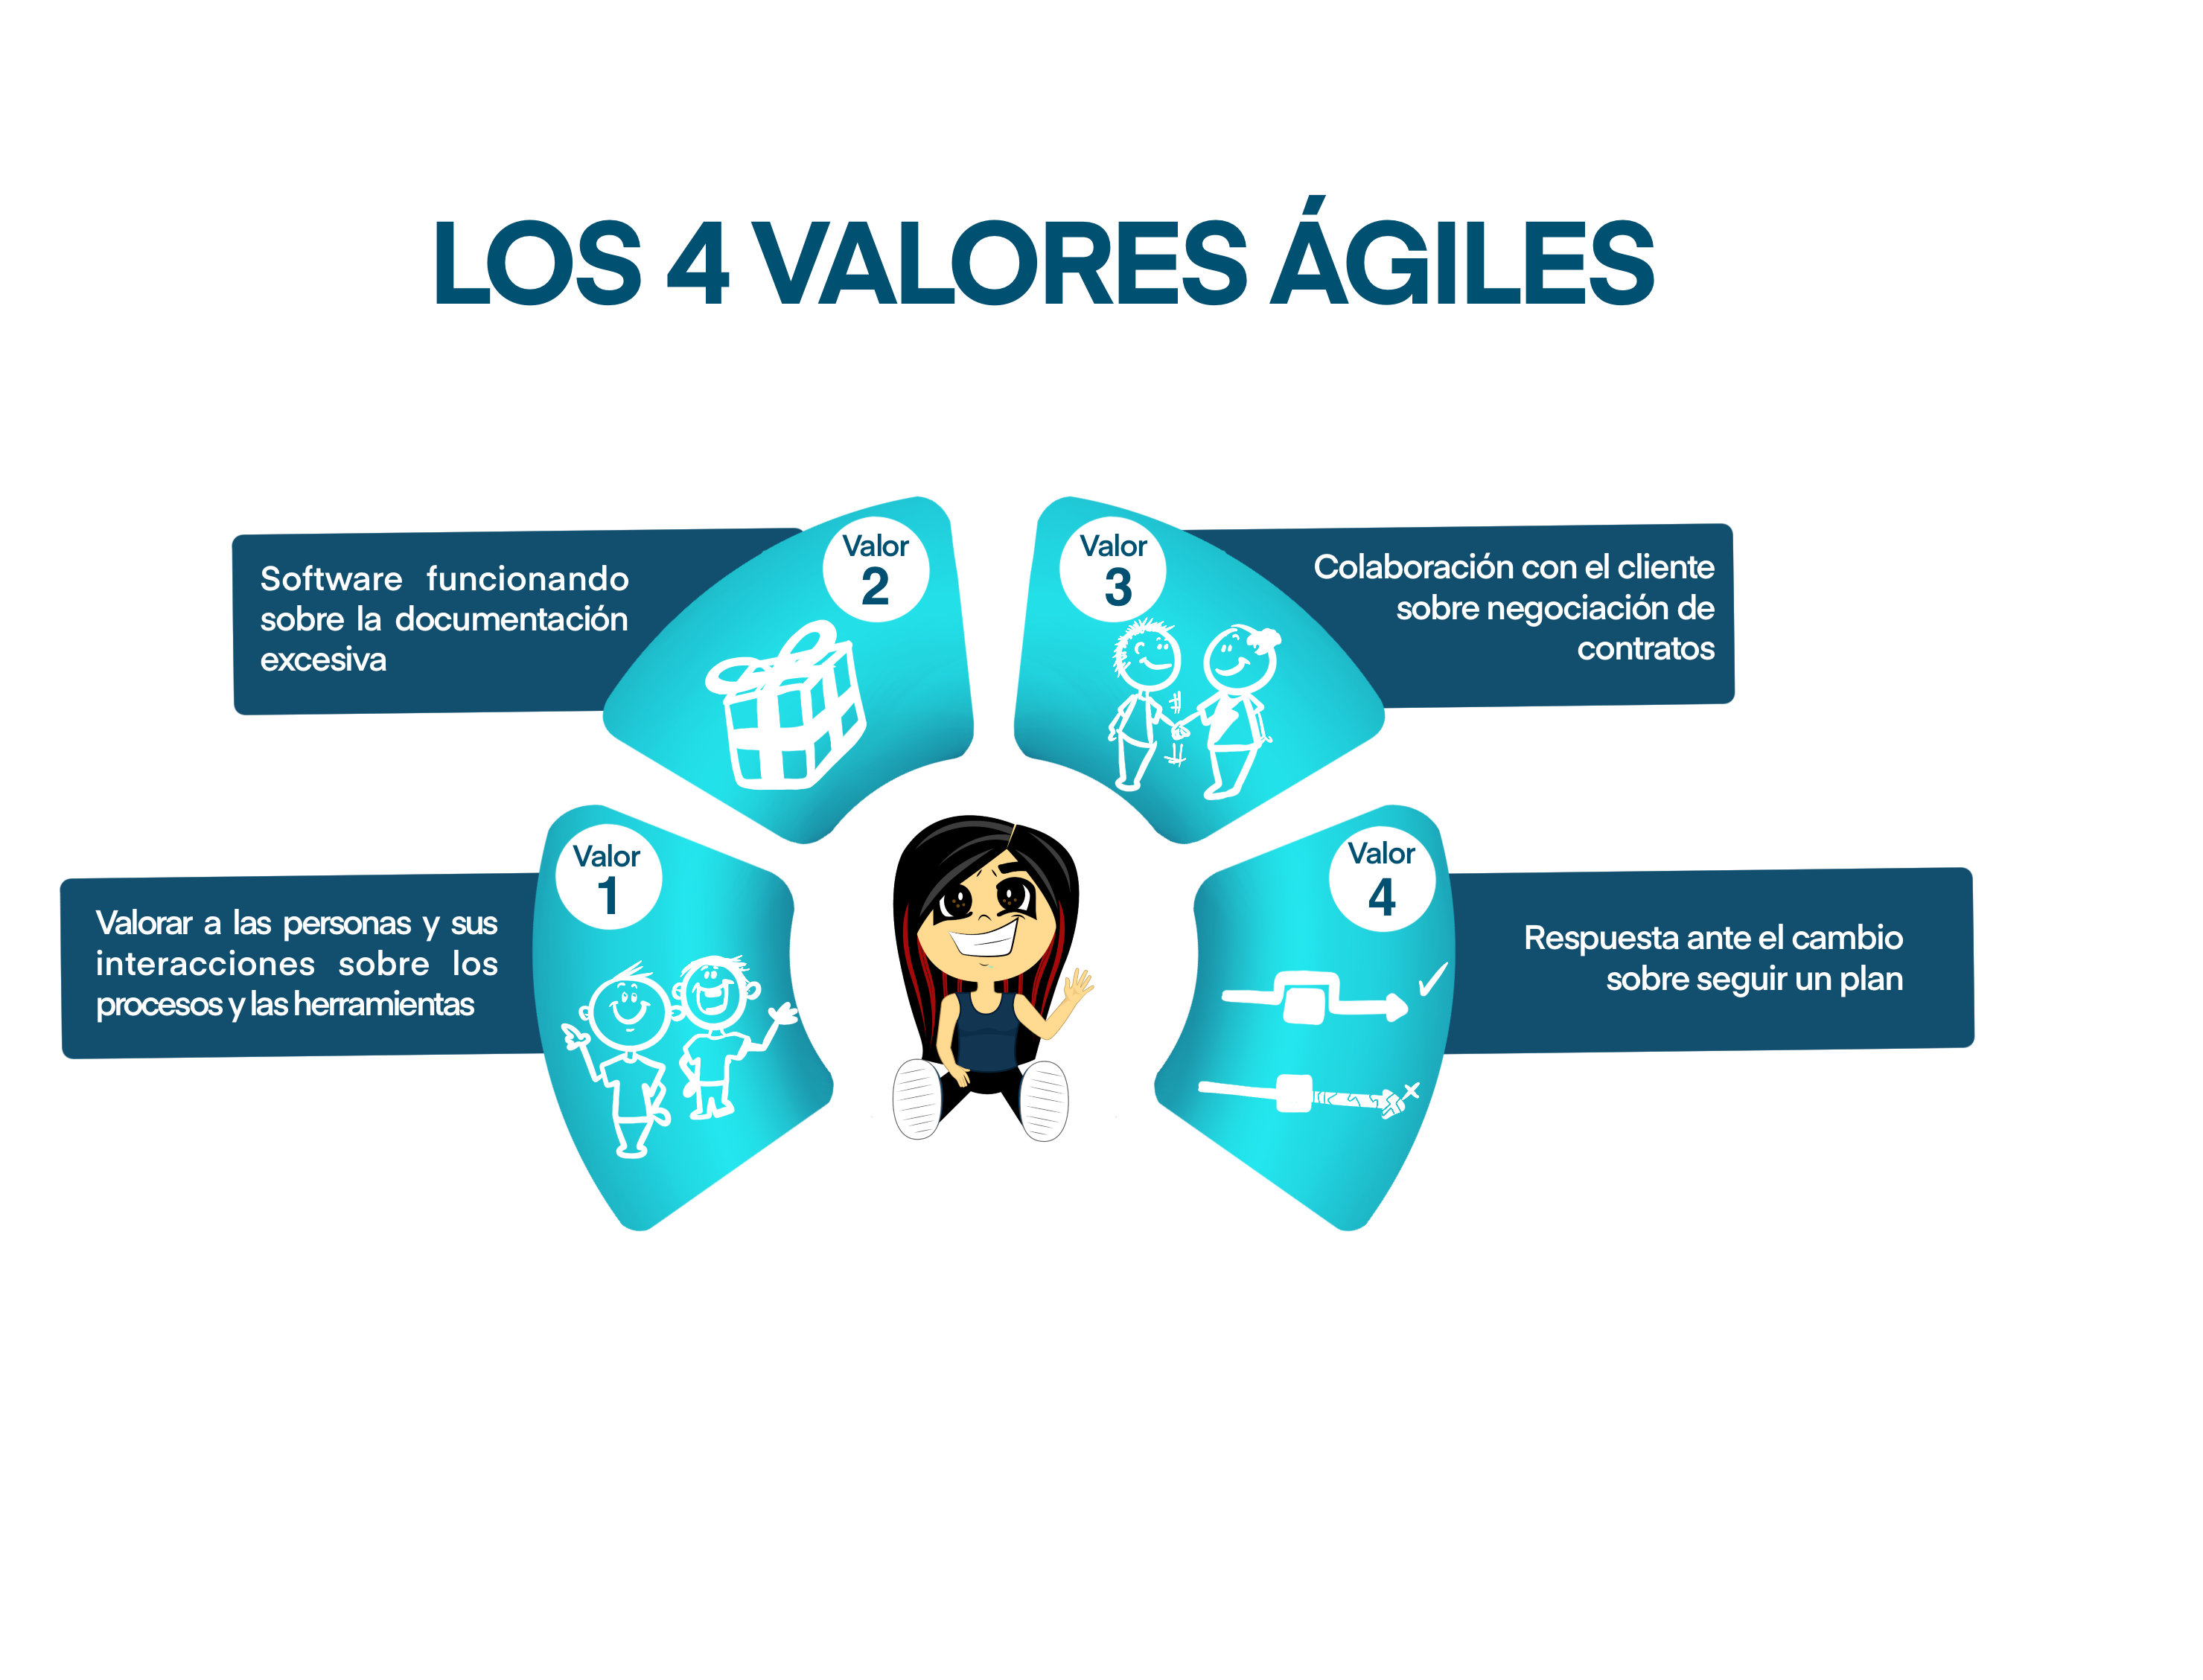 LOS 4 VALORES ÁGILES
Valor
1
Valorar a las personas y sus
interacciones sobre los
procesos y las herramientas
Valor
2
Software funcionando
sobre la documentación
excesiva
Valor
3
Colaboración con el cliente
sobre negociación de
contratos
Valor
4
Respuesta ante el cambio
sobre seguir un plan